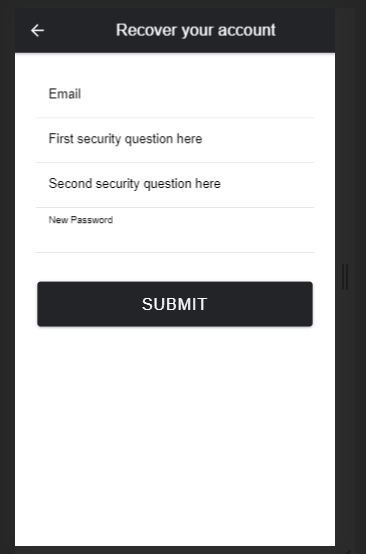 Recover your account
Email
First security question here
Second security question here
New Password
SUBMIT